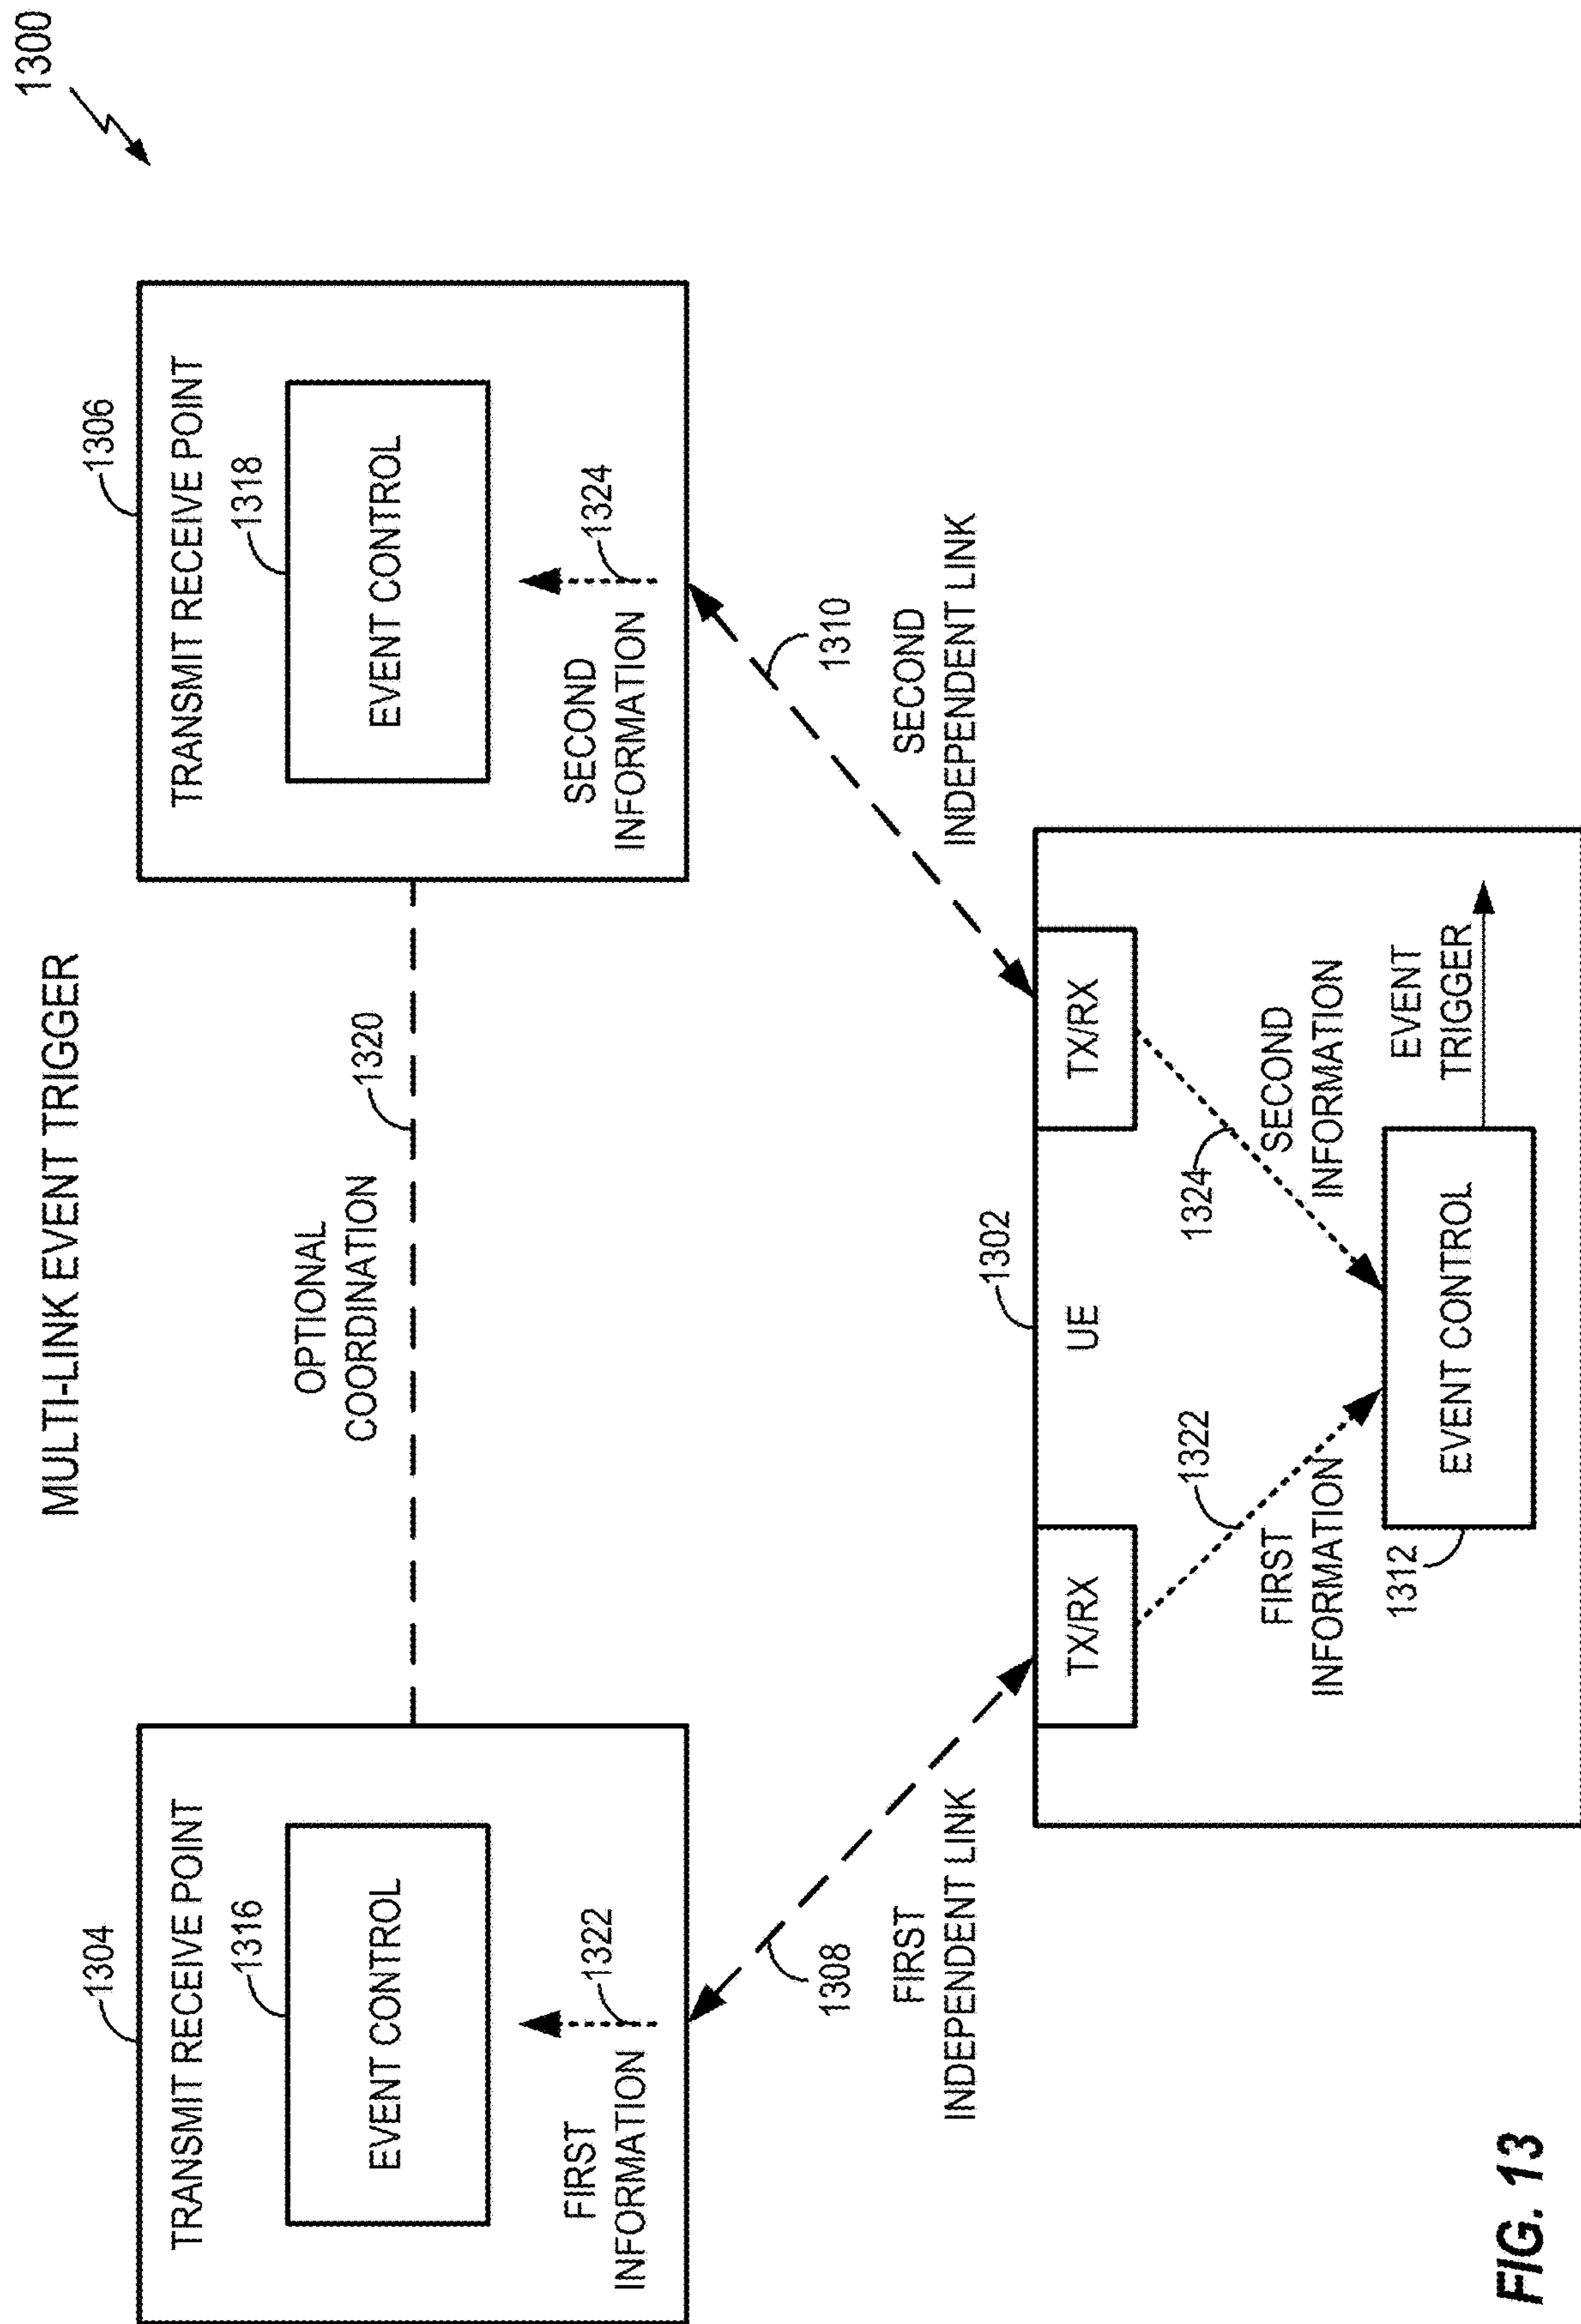 1300
MULTI-LINK EVENT TRIGGER
1304
TRANSMIT RECEIVE POINT
1316
EVENT CONTROL
FIRST
INFORMATION
1322
OPTIONAL
COORDINATION
1320
1306
TRANSMIT RECEIVE POINT
1318
EVENT CONTROL
SECOND
INFORMATION
1324
1308
FIRST
INDEPENDENT LINK
1310
SECOND
INDEPENDENT LINK
1302
TX/RX
UE
TX/RX
FIRST
INFORMATION
1322
1324
SECOND
INFORMATION
1312
EVENT CONTROL
EVENT
TRIGGER
FIG. 13